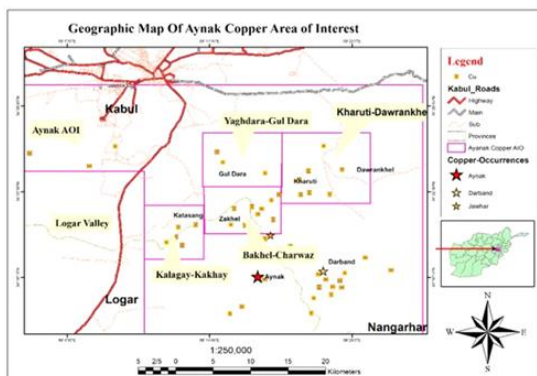 Geographic Map Of Aynak Copper Area of Interest
Kabul
Aynak AOI
Yaghdara-Gul Dara
Kharuti-Dawrankhe
Gul Dara
Kharuti
Dawrankhel
Logar Valley
Katasang
Zakhel
Kalagay-Kakhay
Bakhel-Charwaz
Darband
Aynak
Logar
Nangarhar
1:250,000
5 2/5 0 5 10 15 20
Kilometers
Legend
Cu
Kabul_Roads
Highway
Main
Sub
Provinces
Ayanak Copper AIO
Copper-Occurrences
Aynak
Darband
Jawhar
N
W
E
S